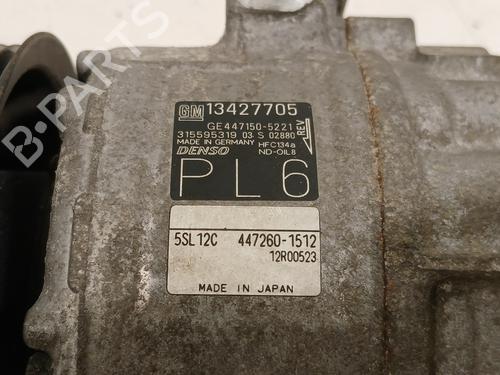 GM 13427705
GE447150-5221
315595319 03 S 02880
MADE IN GERMANY HFC134a
DENSO ND-OIL8
REV
PL6
5SL12C 447260-1512
12R00523
MADE IN JAPAN
B-PARTS